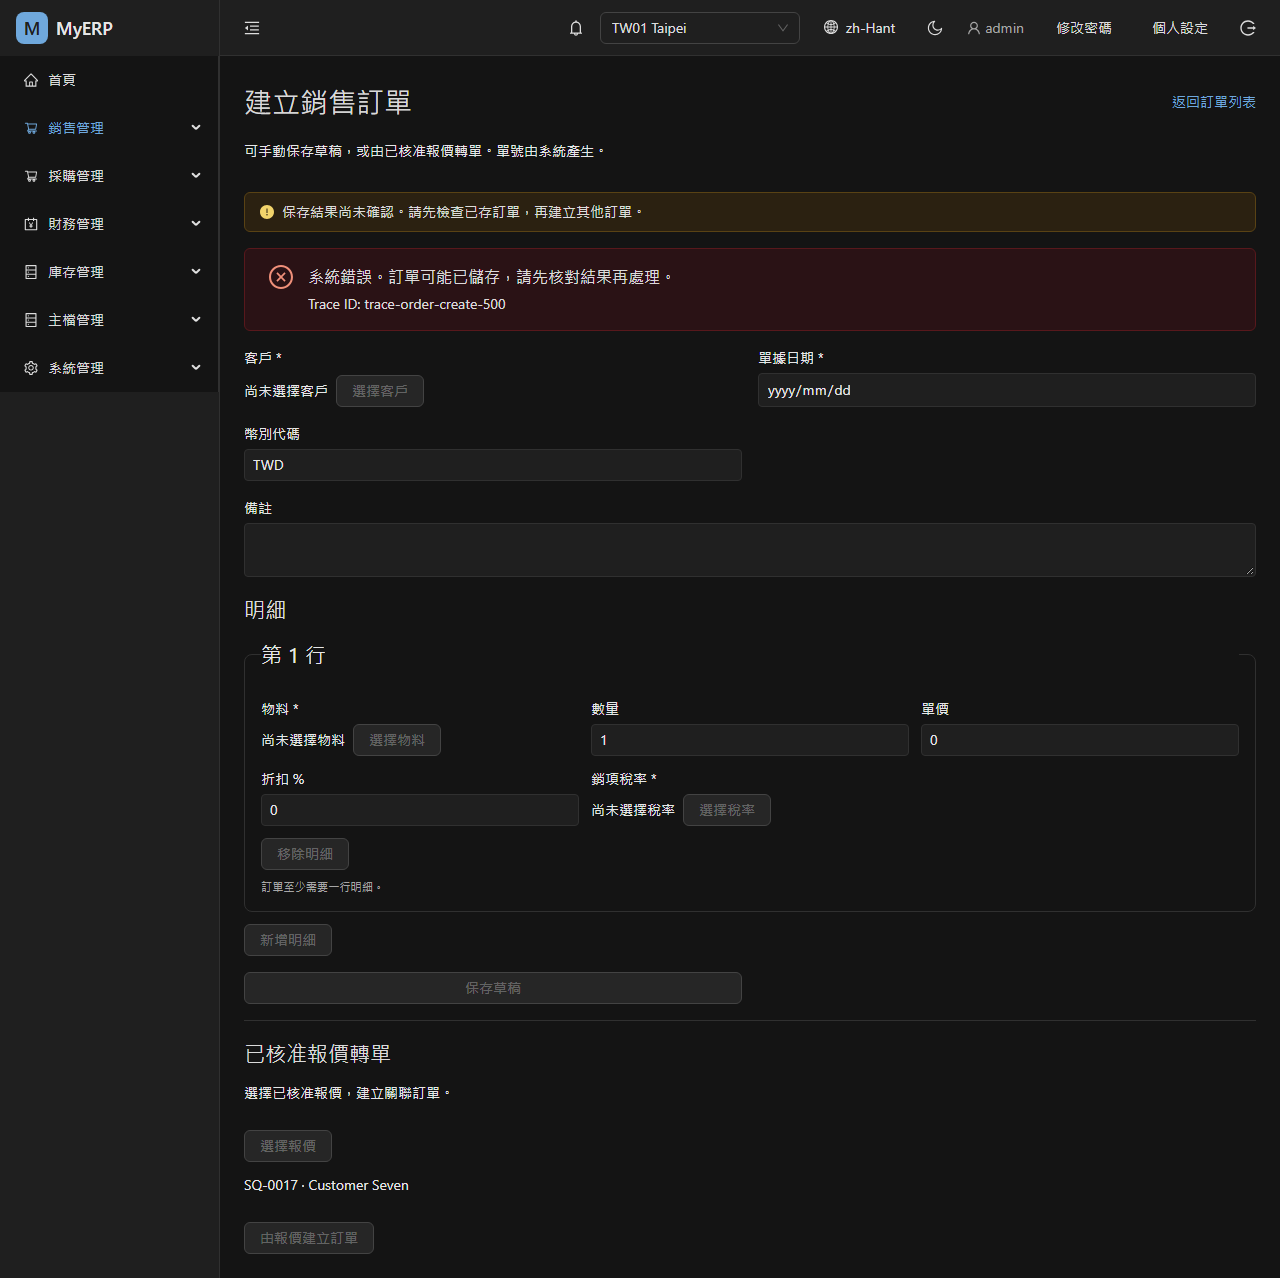 M MyERP
TW01 Taipei
zh-Hant
admin
修改密碼
個人設定
首頁
銷售管理
採購管理
財務管理
庫存管理
主檔管理
系統管理
建立銷售訂單
返回訂單列表
可手動保存草稿，或由已核准報價轉單。單號由系統產生。
保存結果尚未確認。請先檢查已存訂單，再建立其他訂單。
系統錯誤。訂單可能已儲存，請先核對結果再處理。
Trace ID: trace-order-create-500
客戶 *
單據日期 *
尚未選擇客戶 選擇客戶
yyyy/mm/dd
幣別代碼
TWD
備註
明細
第 1 行
物料 *
數量
單價
尚未選擇物料 選擇物料
1
0
折扣 %
銷項稅率 *
0
尚未選擇稅率 選擇稅率
移除明細
訂單至少需要一行明細。
新增明細
保存草稿
已核准報價轉單
選擇已核准報價，建立關聯訂單。
選擇報價
SQ-0017 · Customer Seven
由報價建立訂單